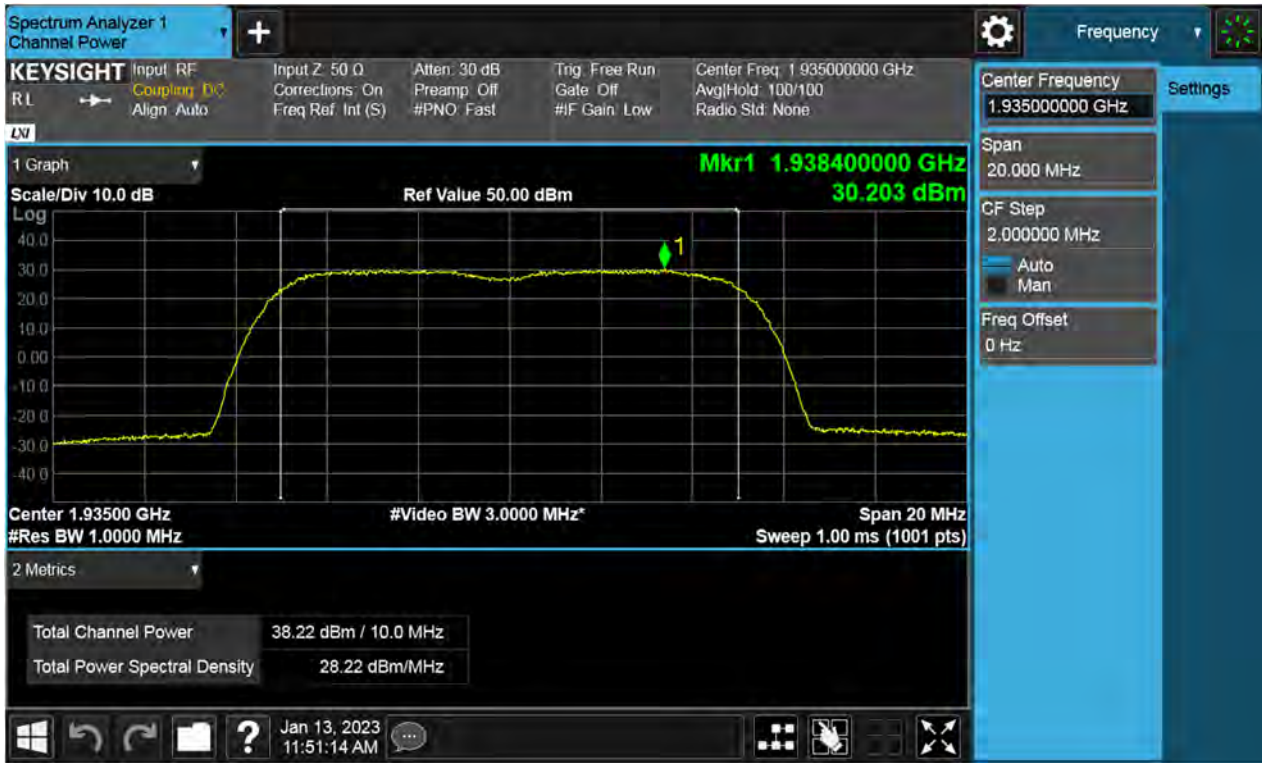 Spectrum Analyzer 1
Channel Power
+
Frequency
KEYSIGHT
RL
LXI
Input: RF
Coupling: DC
Align: Auto
Input Z: 50 Ω
Corrections: On
Freq Ref: Int (S)
Atten: 30 dB
Preamp: Off
#PNO: Fast
Trig: Free Run
Gate: Off
#IF Gain: Low
Center Freq: 1.935000000 GHz
Avg|Hold: 100/100
Radio Std: None
1 Graph
Mkr1 1.938400000 GHz
30.203 dBm
Scale/Div 10.0 dB
Ref Value 50.00 dBm
Log
40.0
30.0
20.0
10.0
0.00
-10.0
-20.0
-30.0
-40.0
1
Center 1.93500 GHz
#Video BW 3.0000 MHz*
Span 20 MHz
#Res BW 1.0000 MHz
Sweep 1.00 ms (1001 pts)
2 Metrics
Total Channel Power 38.22 dBm / 10.0 MHz
Total Power Spectral Density 28.22 dBm/MHz
Center Frequency
1.935000000 GHz
Settings
Span
20.000 MHz
CF Step
2.000000 MHz
Auto
Man
Freq Offset
0 Hz
?
Jan 13, 2023
11:51:14 AM